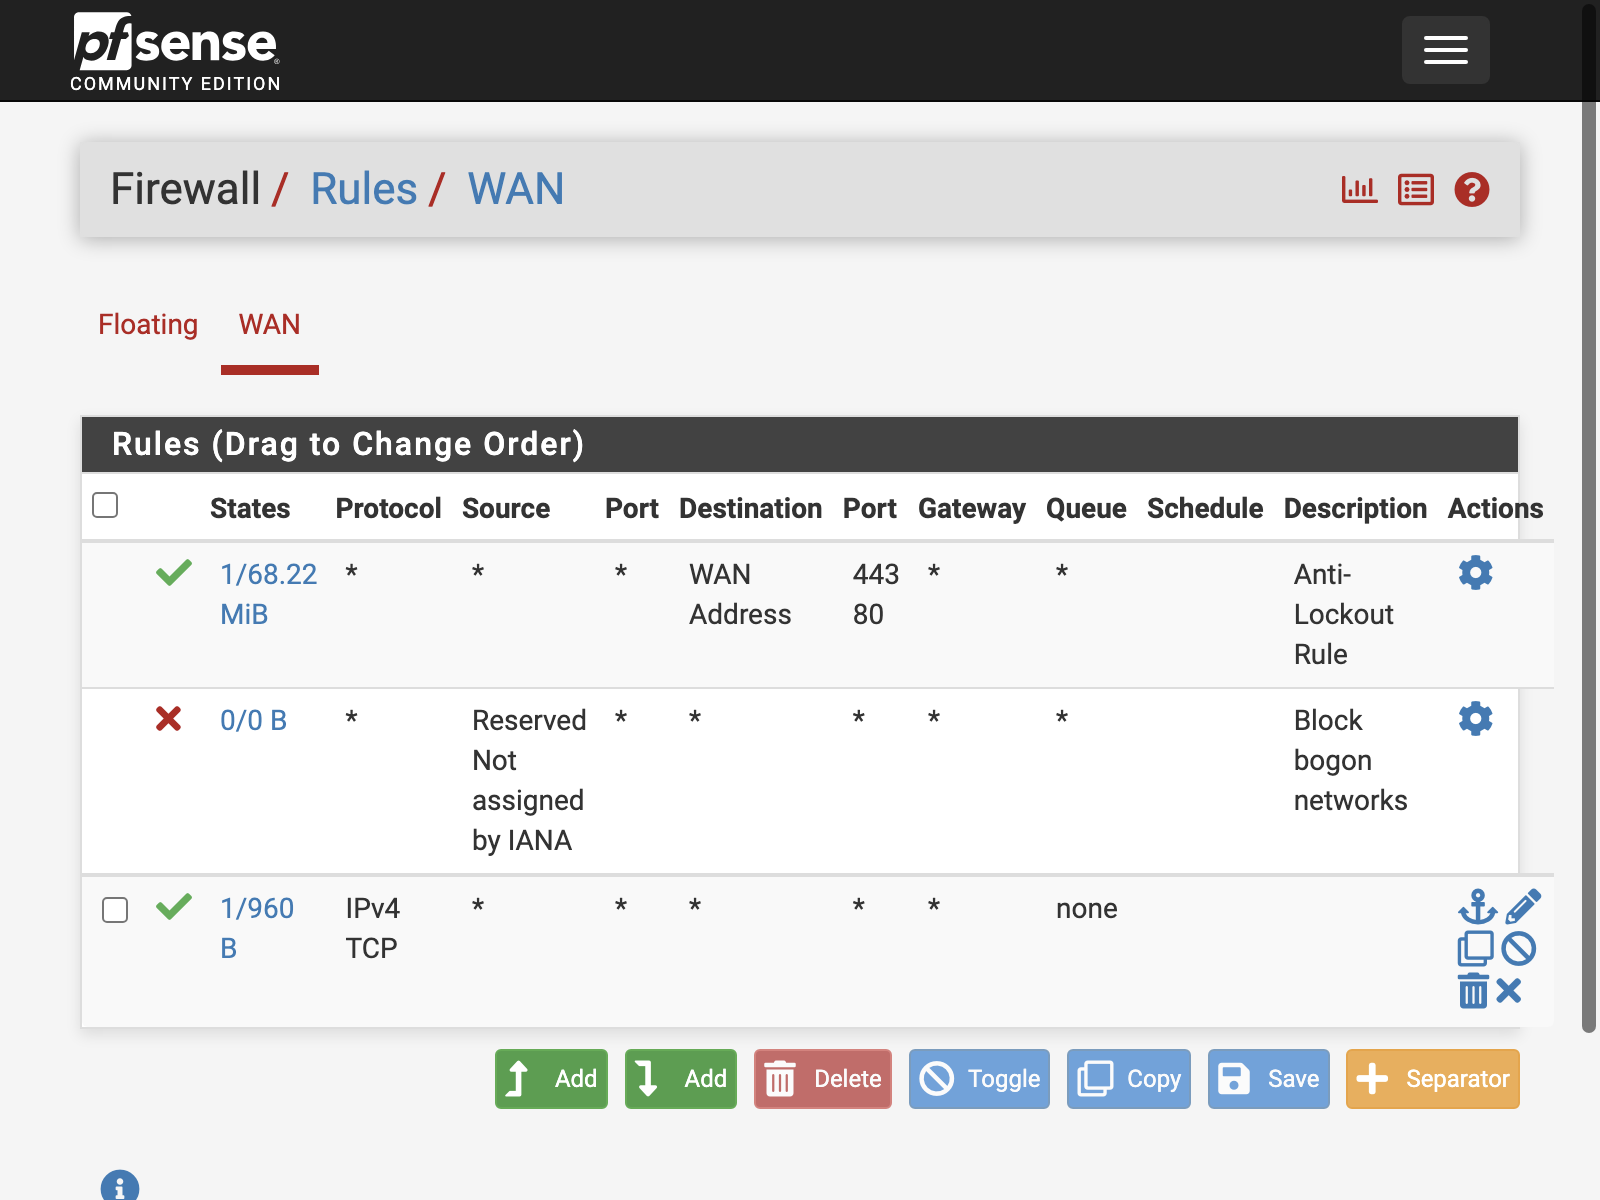 pfsense
COMMUNITY EDITION
Firewall / Rules / WAN
Floating WAN
Rules (Drag to Change Order)
States Protocol Source Port Destination Port Gateway Queue Schedule Description Actions
1/68.22 MiB * * * WAN Address 443 80 * * Anti-Lockout Rule
0/0 B * Reserved Not assigned by IANA * * * * * Block bogon networks
1/960 B IPv4 TCP * * * * * none
Add Add Delete Toggle Copy Save Separator